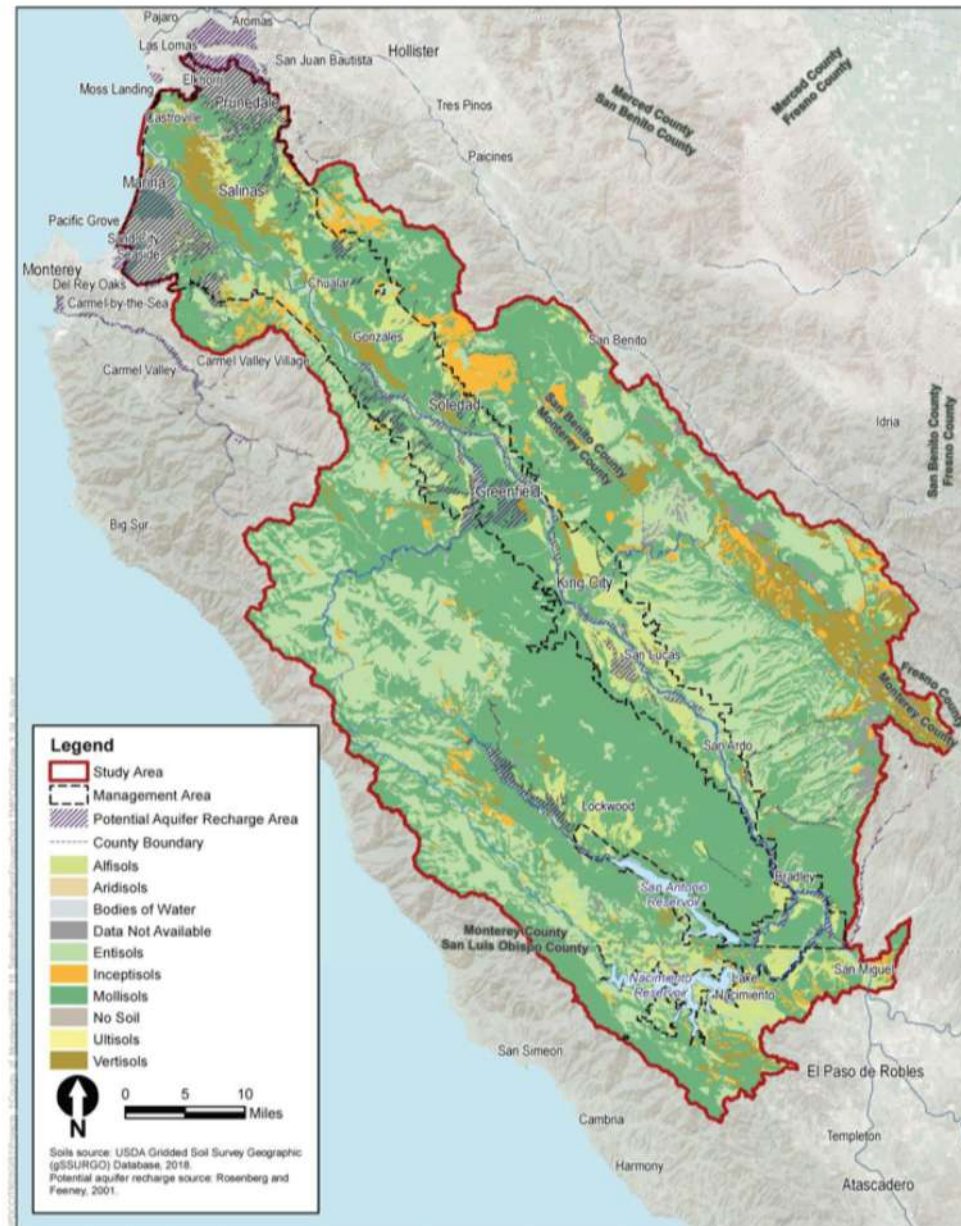 Pajaro
Aromas
Las Lomas
Hollister
San Juan Bautista
Elkhorn
Moss Landing
Prunedale
Tres Pinos
Merced County
San Benito County
Merced County
Fresno County
Castroville
Paicines
Marina
Salinas
Pacific Grove
Sand City
Seaside
Monterey
Del Rey Oaks
Chualar
Carmel-by-the-Sea
Gonzales
San Benito
Carmel Valley Village
Carmel Valley
Soledad
San Benito County
Monterey County
Idria
San Benito County
Fresno County
Greenfield
Big Sur
King City
San Lucas
Fresno County
Monterey County
San Ardo
Lockwood
Bradley
San Antonio
Reservoir
Monterey County
San Luis Obispo County
San Miguel
Nacimiento
Reservoir
Lake
Nacimiento
San Simeon
El Paso de Robles
Cambria
Templeton
Harmony
Atascadero
Legend
Study Area
Management Area
Potential Aquifer Recharge Area
County Boundary
Alfisols
Aridisols
Bodies of Water
Data Not Available
Entisols
Inceptisols
Mollisols
No Soil
Ultisols
Vertisols
N
0 5 10
Miles
Soils source: USDA Gridded Soil Survey Geographic
(gSSURGO) Database, 2018.
Potential aquifer recharge source: Rosenberg and
Feeney, 2001.